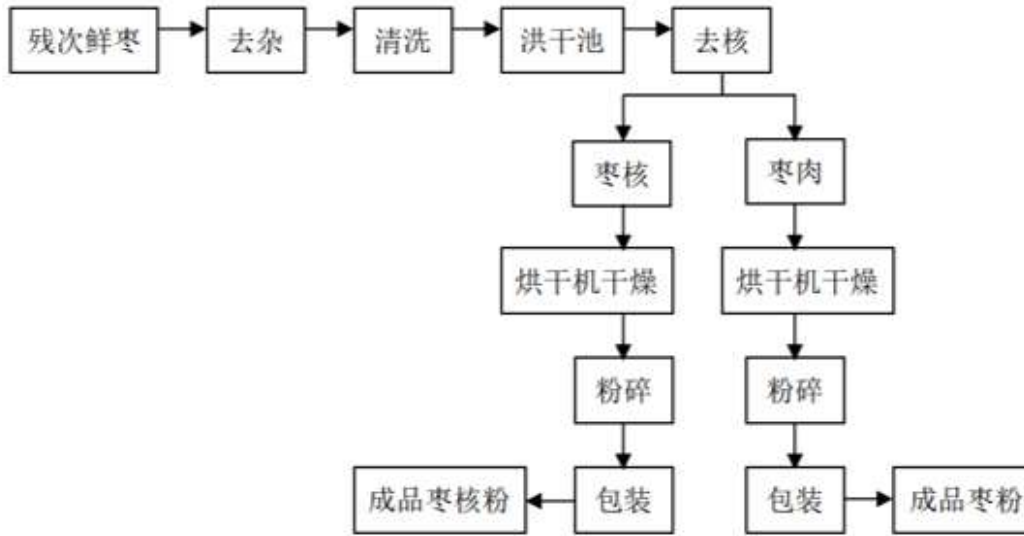 残次鲜枣
去杂
清洗
洪干池
去核
枣核
枣肉
烘干机干燥
烘干机干燥
粉碎
粉碎
成品枣核粉
包装
包装
成品枣粉